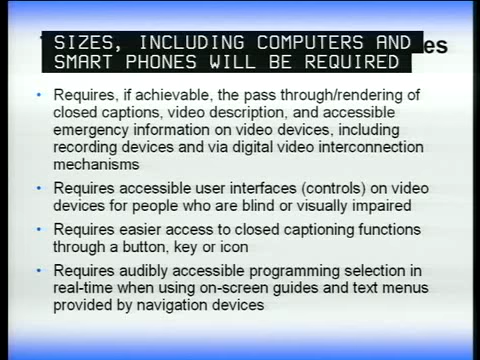 SIZES, INCLUDING COMPUTERS AND
SMART PHONES WILL BE REQUIRED
• Requires, if achievable, the pass through/rendering of
closed captions, video description, and accessible
emergency information on video devices, including
recording devices and via digital video interconnection
mechanisms
• Requires accessible user interfaces (controls) on video
devices for people who are blind or visually impaired
• Requires easier access to closed captioning functions
through a button, key or icon
• Requires audibly accessible programming selection in
real-time when using on-screen guides and text menus
provided by navigation devices